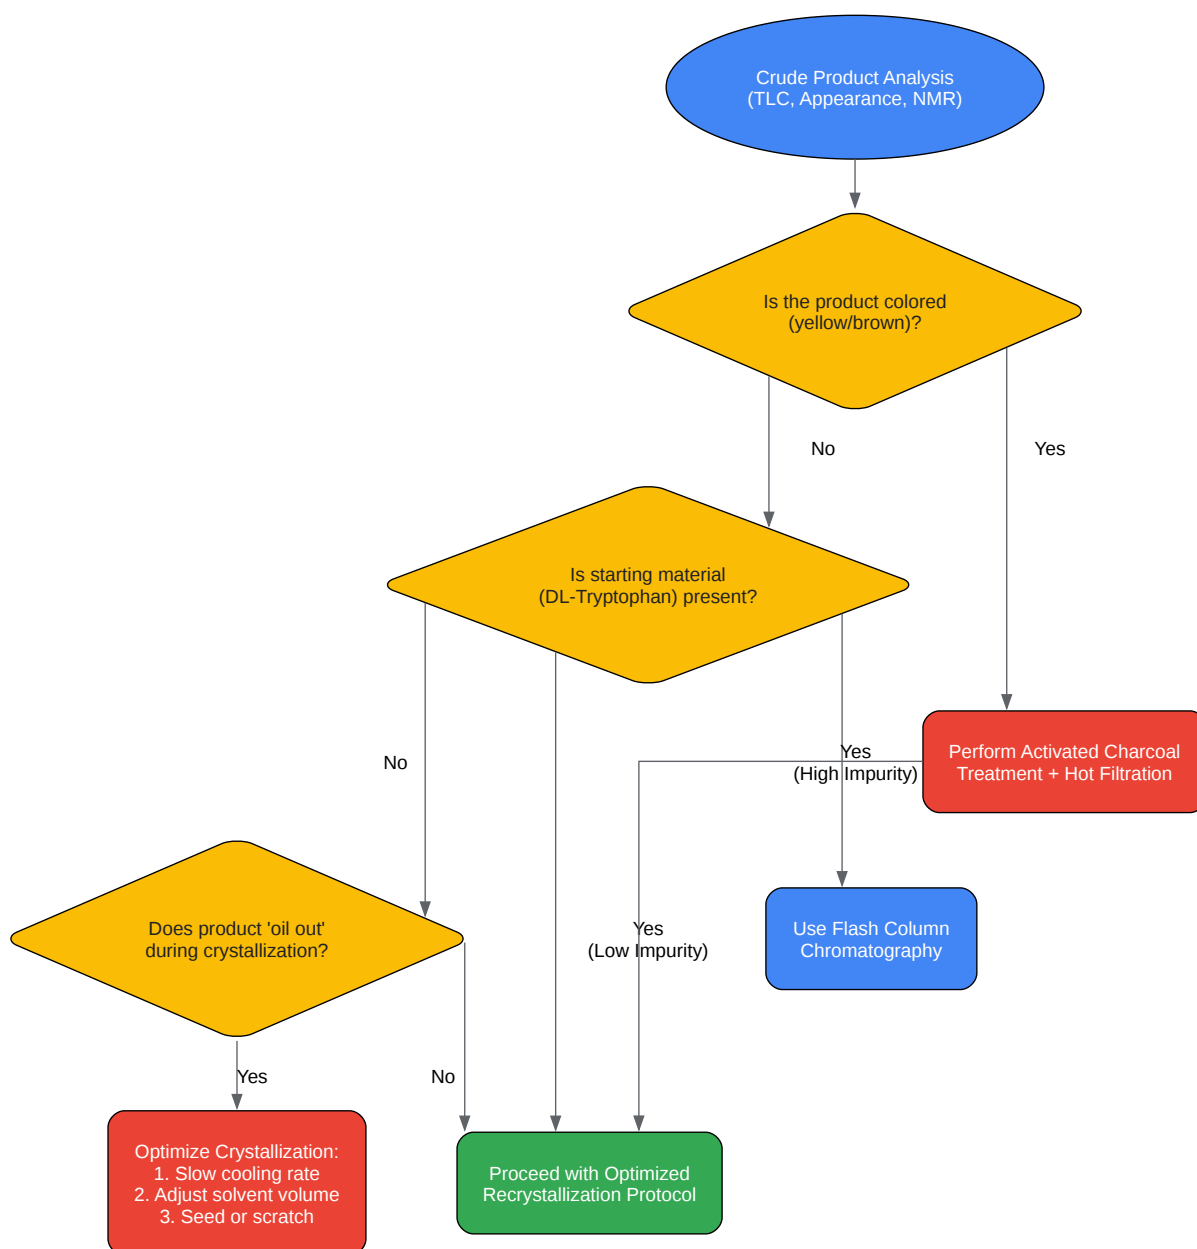 Crude Product Analysis
(TLC, Appearance, NMR)
Is the product colored
(yellow/brown)?
No
Yes
Is starting material
(DL-Tryptophan) present?
No
Yes
(High Impurity)
Perform Activated Charcoal
Treatment + Hot Filtration
Does product 'oil out'
during crystallization?
Yes
(Low Impurity)
Use Flash Column
Chromatography
Yes
No
Optimize Crystallization:
1. Slow cooling rate
2. Adjust solvent volume
3. Seed or scratch
Proceed with Optimized
Recrystallization Protocol